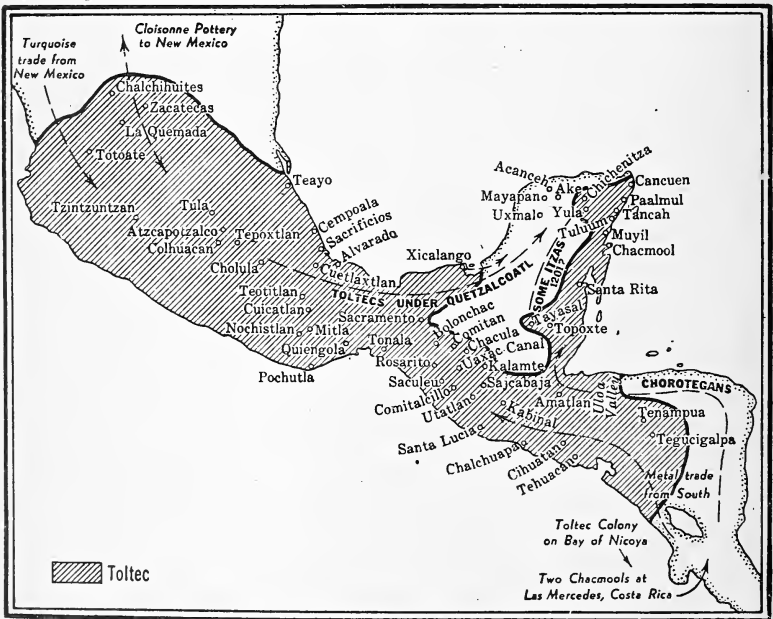 Cloisonne Pottery
to New Mexico
Turquoise
trade from
New Mexico
Chalchihuites
Zacatecas
La Quemada
Totoate
Teayo
Tzintzuntzan
Tula
Atzcapotzalco
Tepoxtlan
Colhuacan
Cempoala
Sacrificios
Alvarado
Cholula
Cuetlaxtlan
Xicalango
Acanceh
Ake
Chichenitza
Mayapano
Uxmal
Yula
Cancuen
Paalmul
Tancah
Tuluum
Muyil
Chacmool
TOLTECS UNDER QUETZALCOATL
SOME ITZAS
1201?
Santa Rita
Teotitlan
Cuicatlan
Nochistlan
Mitla
Quiengola
Pochutla
Sacramento
Tonala
Rosarito
Bolonchac
Comitan
Chacula
Uaxac Canal
Kalamte
Tayasal
Topoxte
Saculeu
Comitalcillo
Utatlan
Sajcabaja
Kabinal
Amatlan
Uloa
Valley
CHOROTEGANS
Tenampua
Tegucigalpa
Santa Lucia
Chalchuapa
Cihuatan
Tehuacan
Metal trade
from South
Toltec Colony
on Bay of Nicoya
Two Chacmools at
Las Mercedes, Costa Rica
Toltec